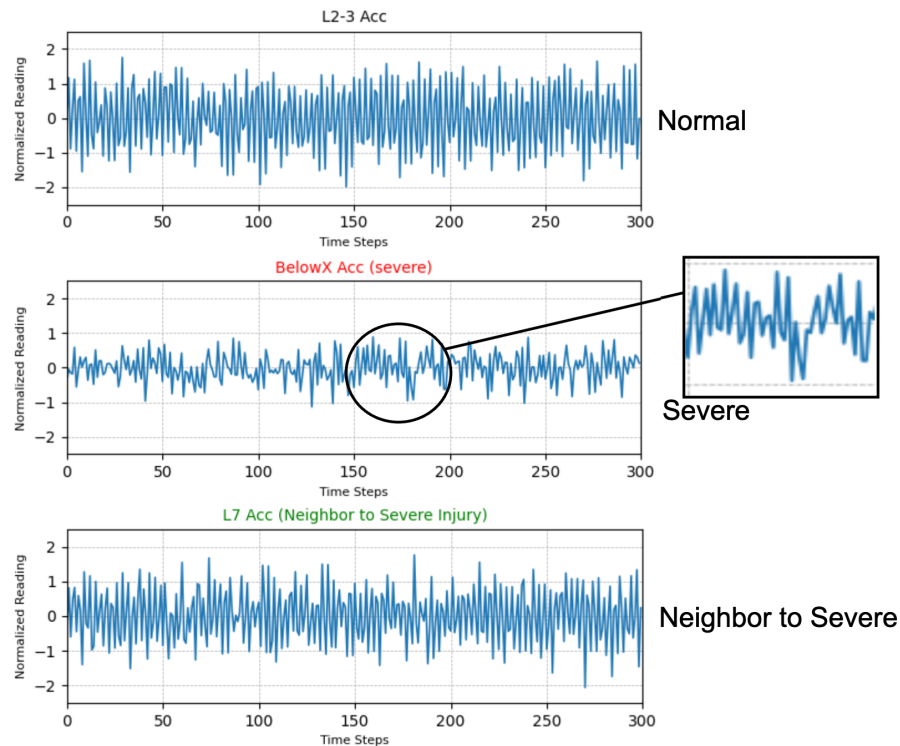 L2-3 Acc
Normalized Reading
2
1
0
−1
−2
0 50 100 150 200 250 300
Time Steps
Normal
BelowX Acc (severe)
Normalized Reading
2
1
0
−1
−2
0 50 100 150 200 250 300
Time Steps
Severe
L7 Acc (Neighbor to Severe Injury)
Normalized Reading
2
1
0
−1
−2
0 50 100 150 200 250 300
Time Steps
Neighbor to Severe